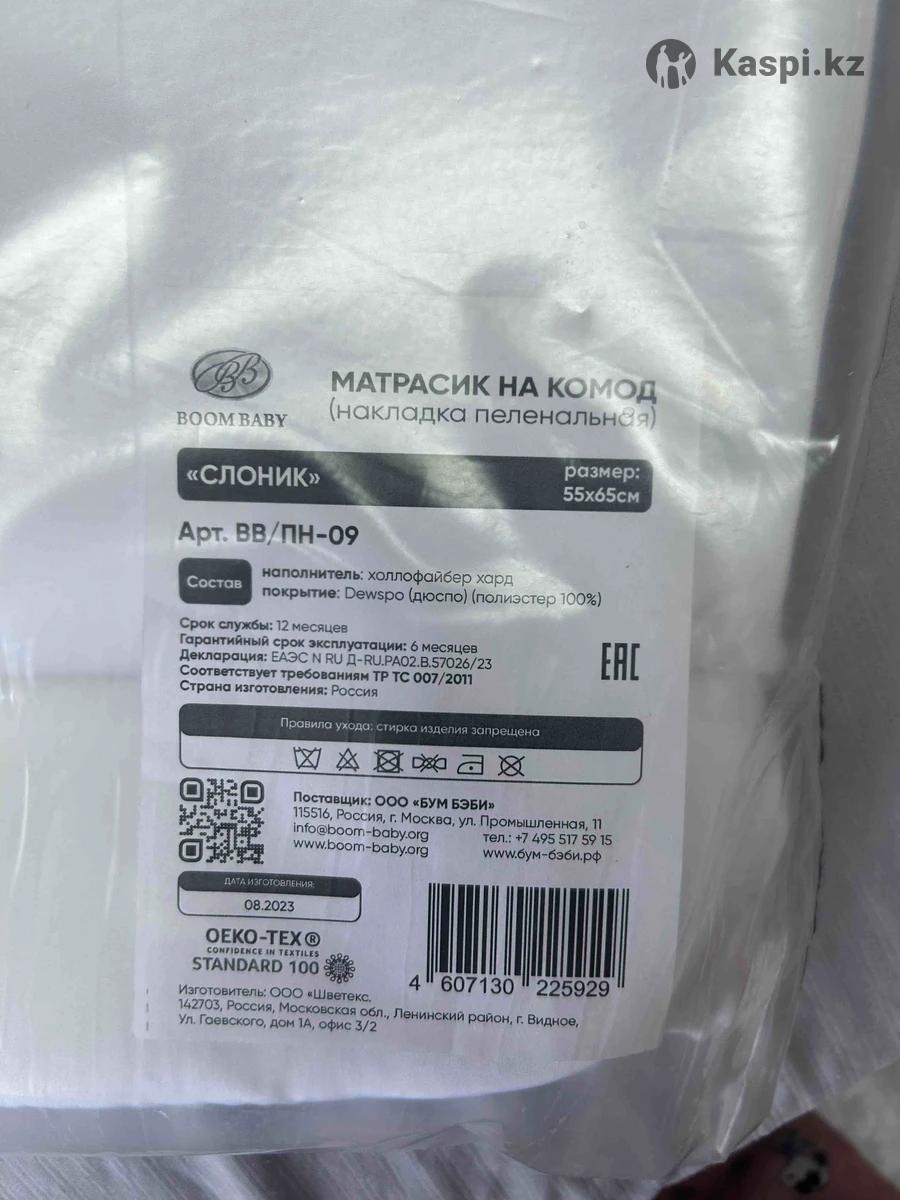 Kaspi.kz
BB
BOOM BABY
МАТРАСИК НА КОМОД
(накладка пеленальная)
«СЛОНИК»
размер:
55х65см
Арт. ВВ/ПН-09
Состав
наполнитель: холлофайбер хард
покрытие: Dewspo (дюспо) (полиэстер 100%)
Срок службы: 12 месяцев
Гарантийный срок эксплуатации: 6 месяцев
Декларация: ЕАЭС N RU Д-RU.РА02.В.57026/23
Соответствует требованиям ТР ТС 007/2011
Страна изготовления: Россия
ЕАС
Правила ухода: стирка изделия запрещена
Поставщик: ООО «БУМ БЭБИ»
115516, Россия, г. Москва, ул. Промышленная, 11
info@boom-baby.org
тел.: +7 495 517 59 15
www.boom-baby.org
www.бум-бэби.рф
ДАТА ИЗГОТОВЛЕНИЯ:
08.2023
OEKO-TEX®
CONFIDENCE IN TEXTILES
STANDARD 100
4 607130 225929
Изготовитель: ООО «Шветекс,
142703, Россия, Московская обл., Ленинский район, г. Видное,
Ул. Гаевского, дом 1А, офис 3/2